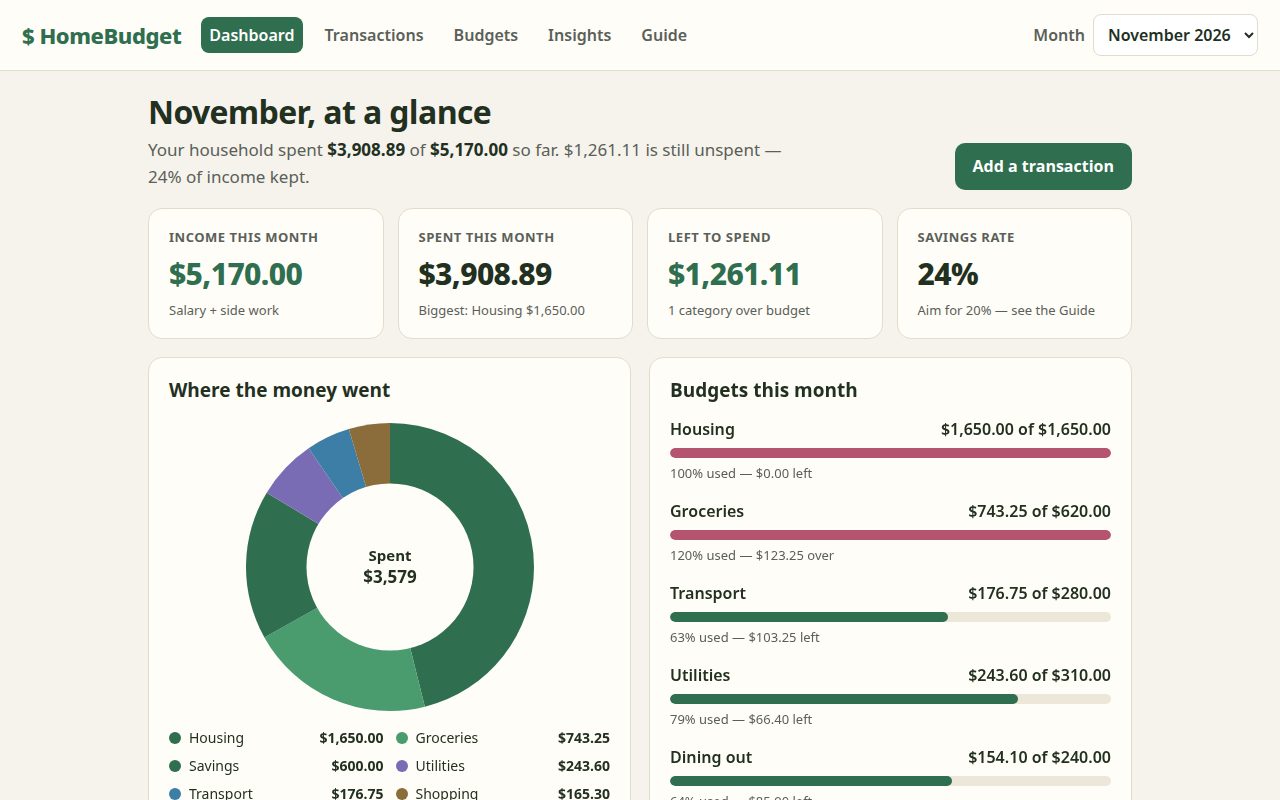 $ HomeBudget
Dashboard
Transactions
Budgets
Insights
Guide
Month
November 2026
November, at a glance
Your household spent $3,908.89 of $5,170.00 so far. $1,261.11 is still unspent —
24% of income kept.
Add a transaction
INCOME THIS MONTH
$5,170.00
Salary + side work
SPENT THIS MONTH
$3,908.89
Biggest: Housing $1,650.00
LEFT TO SPEND
$1,261.11
1 category over budget
SAVINGS RATE
24%
Aim for 20% — see the Guide
Where the money went
Spent
$3,579
Housing $1,650.00
Groceries $743.25
Savings $600.00
Utilities $243.60
Transport $176.75
Shopping $165.30
Budgets this month
Housing $1,650.00 of $1,650.00
100% used — $0.00 left
Groceries $743.25 of $620.00
120% used — $123.25 over
Transport $176.75 of $280.00
63% used — $103.25 left
Utilities $243.60 of $310.00
79% used — $66.40 left
Dining out $154.10 of $240.00